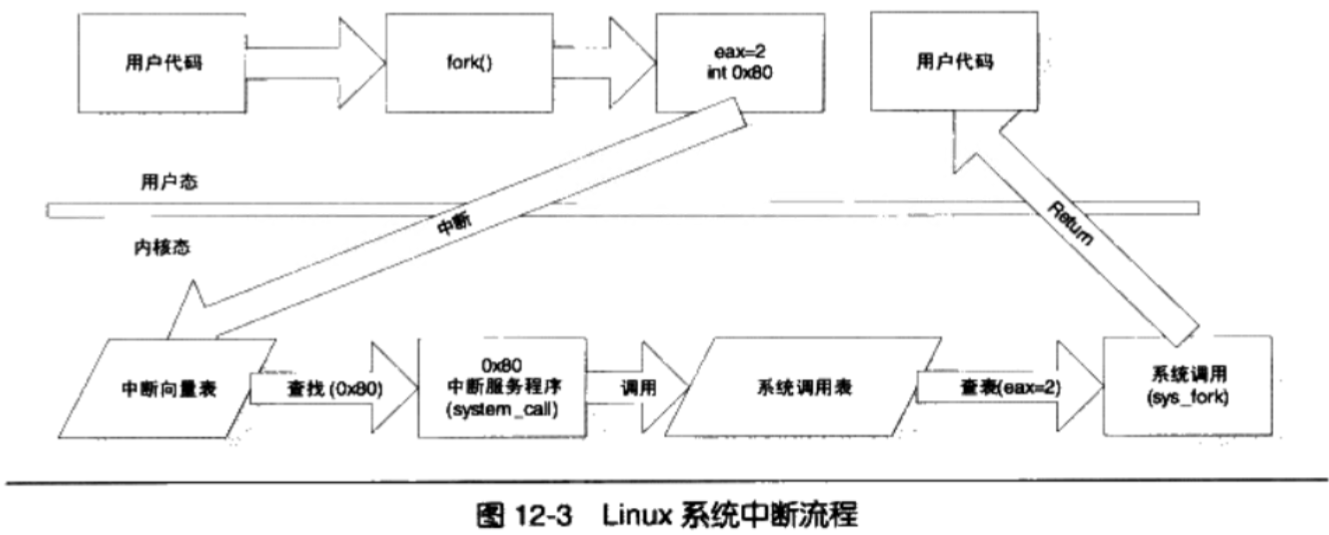 用户代码
fork()
eax=2
int 0x80
用户代码
用户态
中断
Return
内核态
中断向量表
查找 (0x80)
0x80
中断服务程序
(system_call)
调用
系统调用表
查表(eax=2)
系统调用
(sys_fork)
图 12-3 Linux 系统中断流程